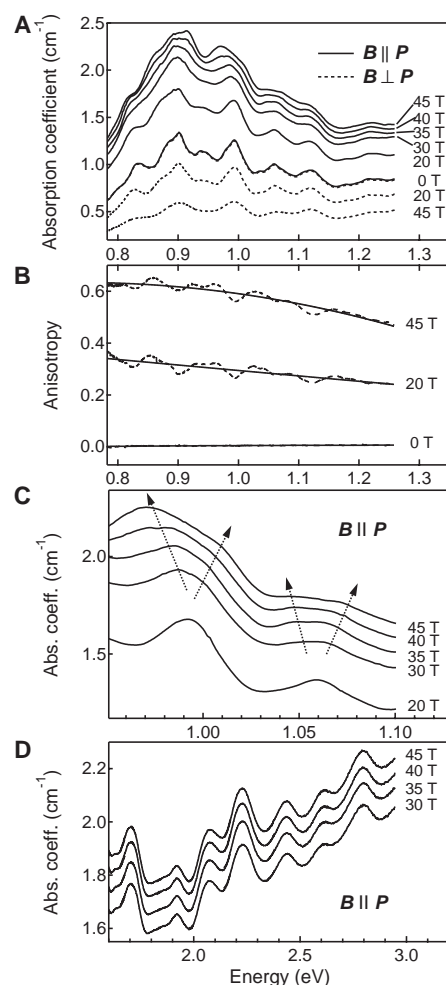 A
Absorption coefficient (cm-1)
2.5
2.0
1.5
1.0
0.5
B || P
B ⊥ P
45 T
40 T
35 T
30 T
20 T
0 T
20 T
45 T
0.8 0.9 1.0 1.1 1.2 1.3
B
Anisotropy
0.6
0.4
0.2
0.0
45 T
20 T
0 T
0.8 0.9 1.0 1.1 1.2 1.3
C
Abs. coeff. (cm-1)
2.0
1.5
B || P
45 T
40 T
35 T
30 T
20 T
1.00 1.05 1.10
D
Abs. coeff. (cm-1)
2.2
2.0
1.8
1.6
45 T
40 T
35 T
30 T
B || P
2.0 2.5 3.0
Energy (eV)